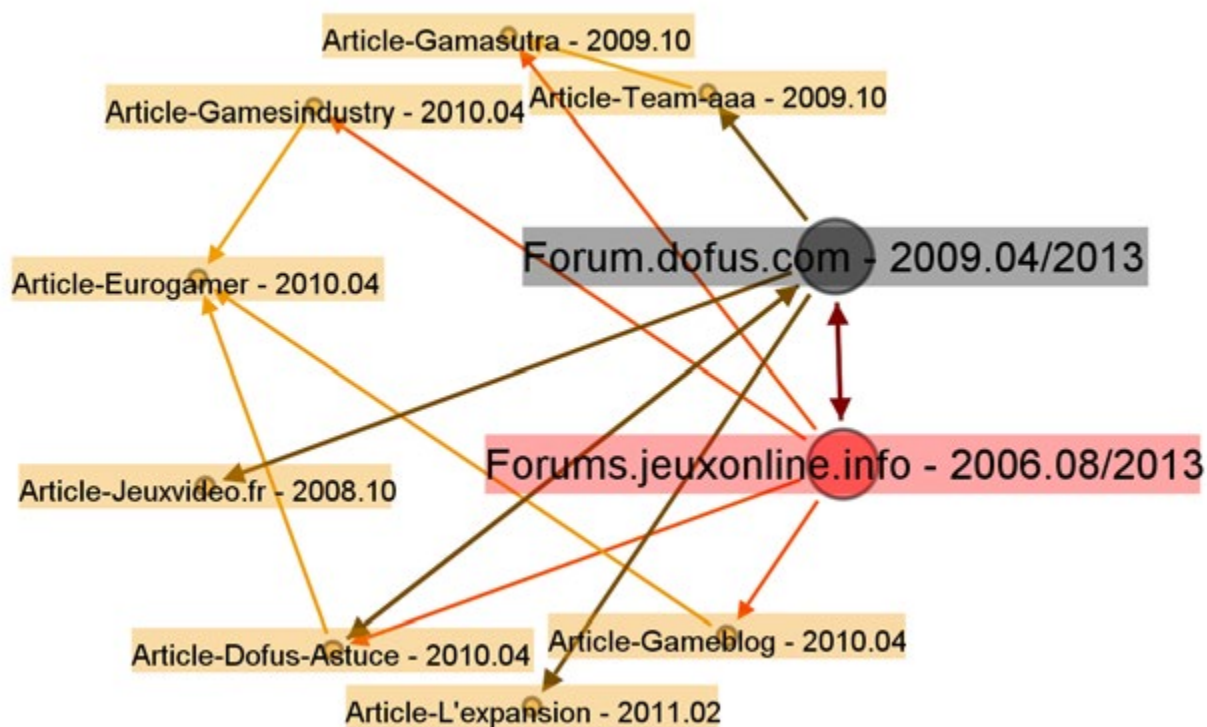 Article-Gamasutra - 2009.10
Article-Team-aaa - 2009.10
Article-Gamesindustry - 2010.04
Forum.dofus.com - 2009.04/2013
Article-Eurogamer - 2010.04
Forums.jeuxonline.info - 2006.08/2013
Article-Jeuxvideo.fr - 2008.10
Article-Gameblog - 2010.04
Article-Dofus-Astuce - 2010.04
Article-L'expansion - 2011.02